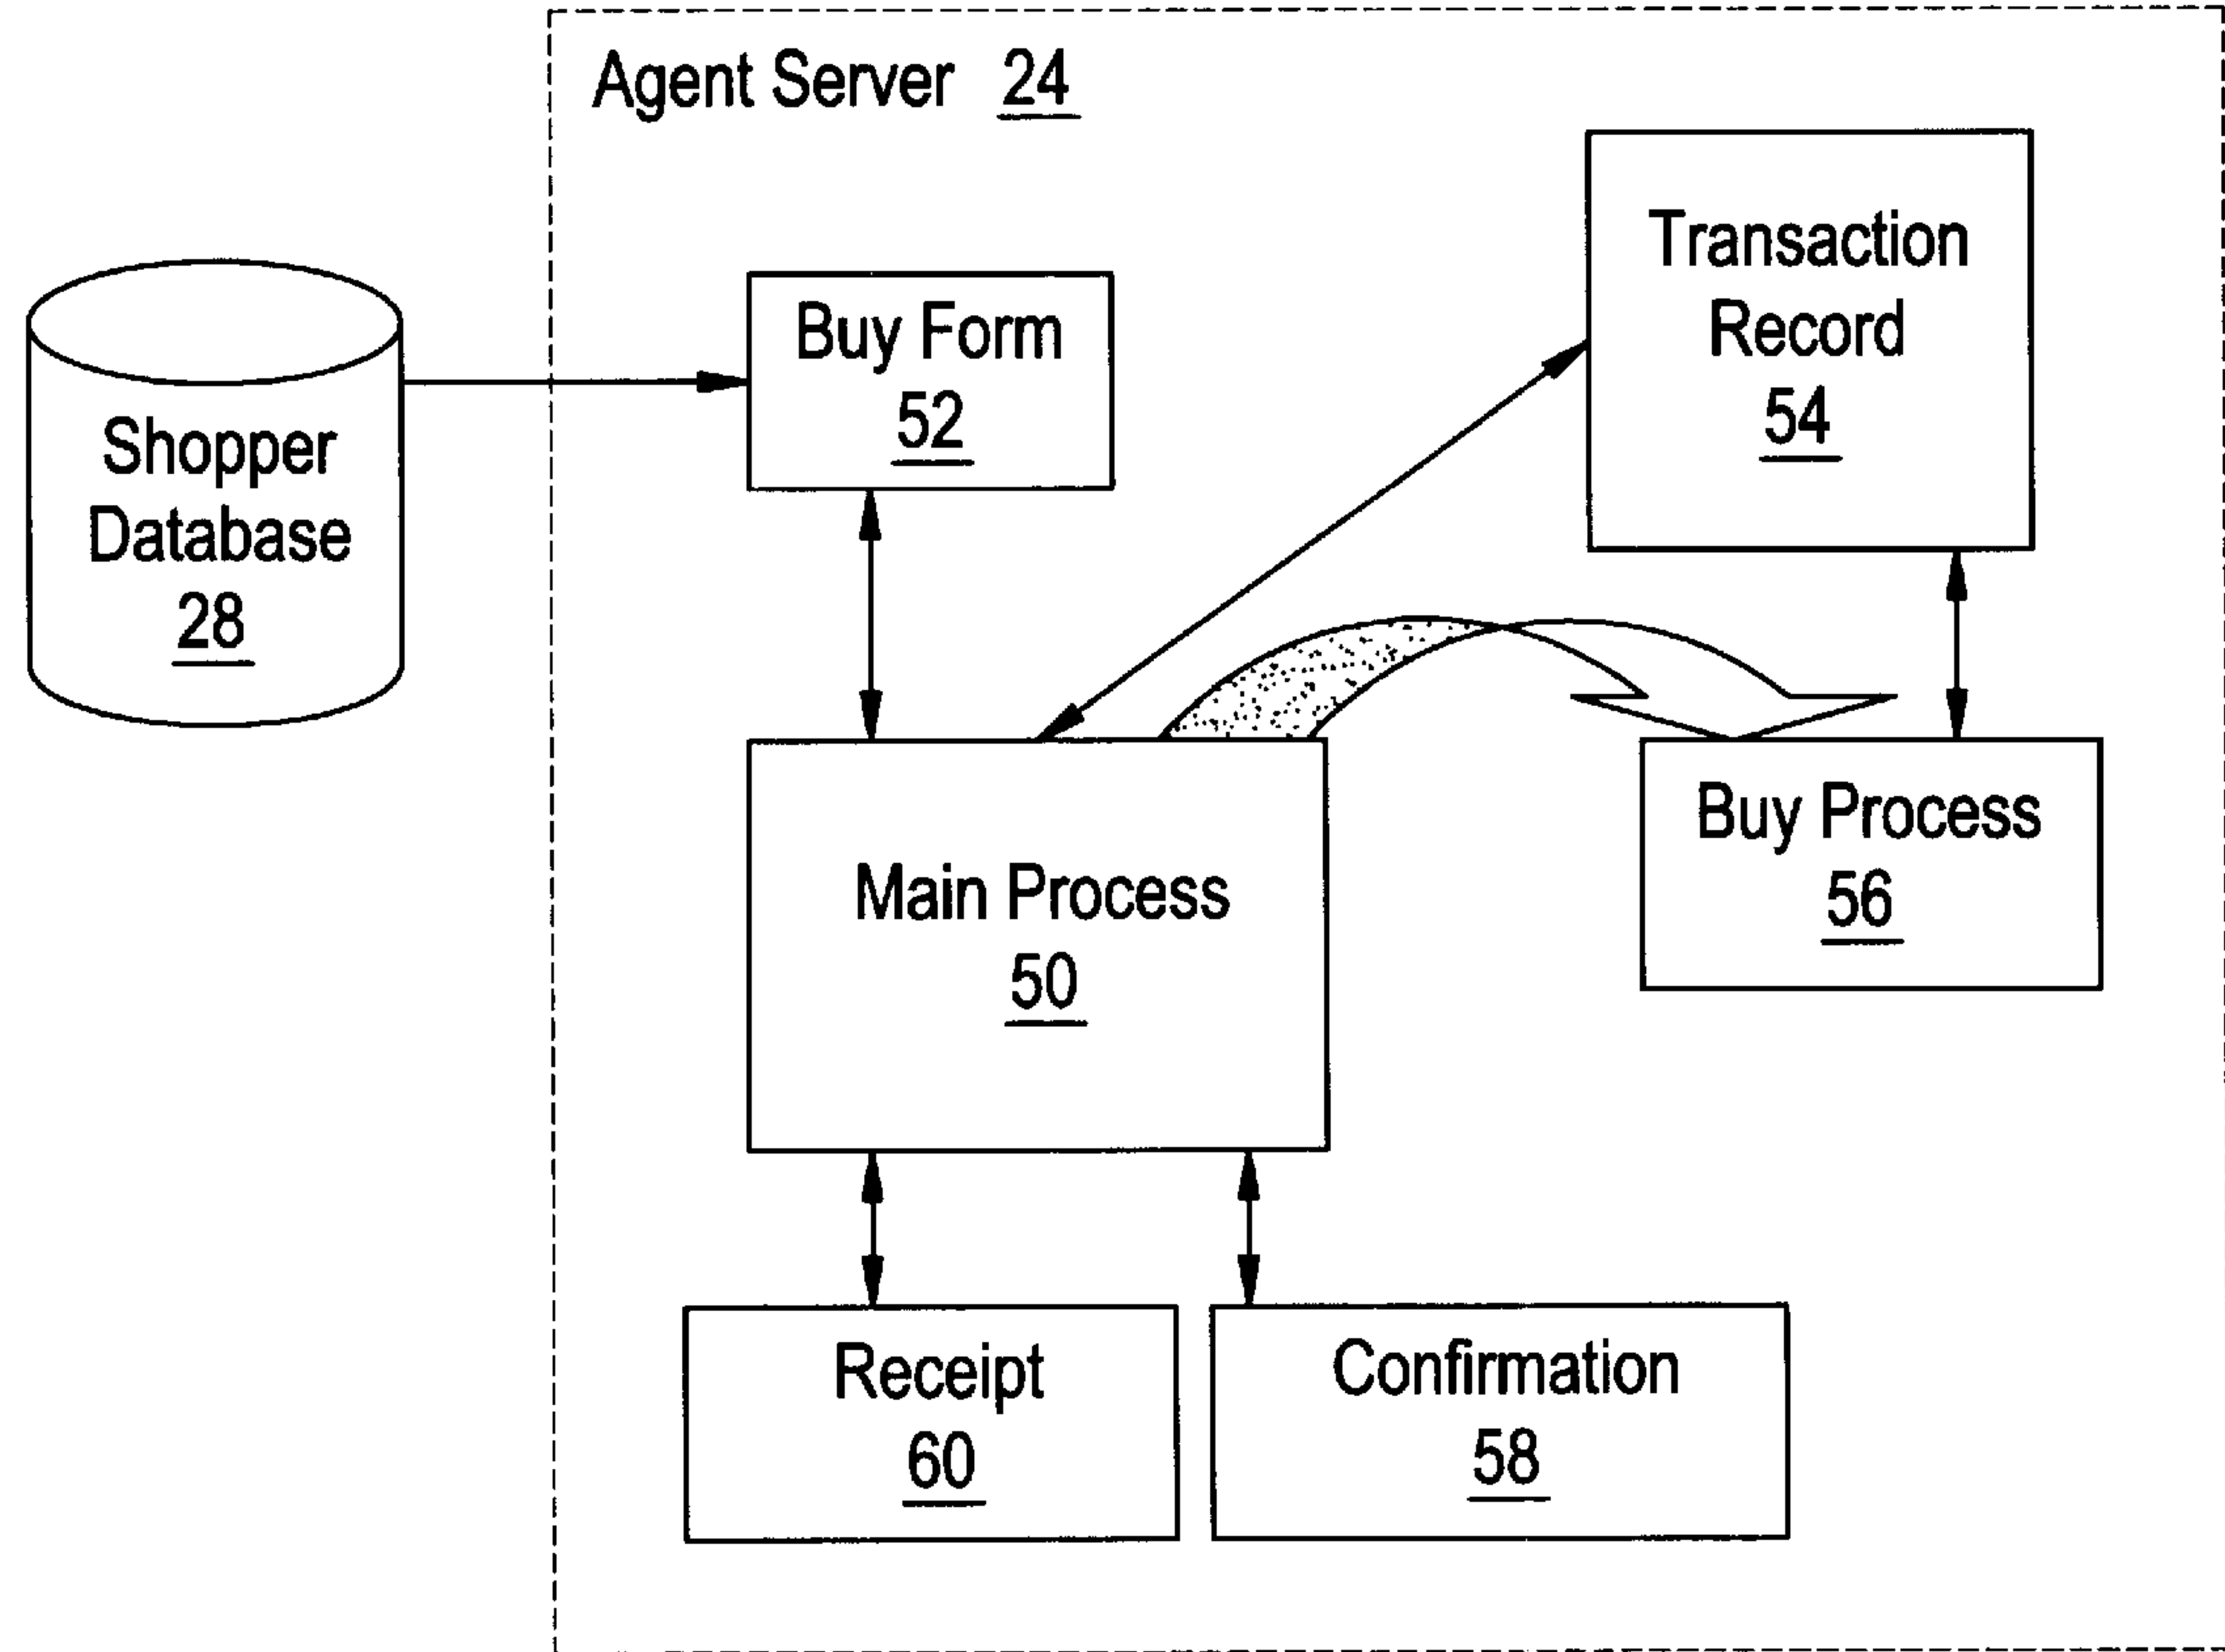 Agent Server 24
Shopper
Database
28
Buy Form
52
Transaction
Record
54
Main Process
50
Buy Process
56
Receipt
60
Confirmation
58